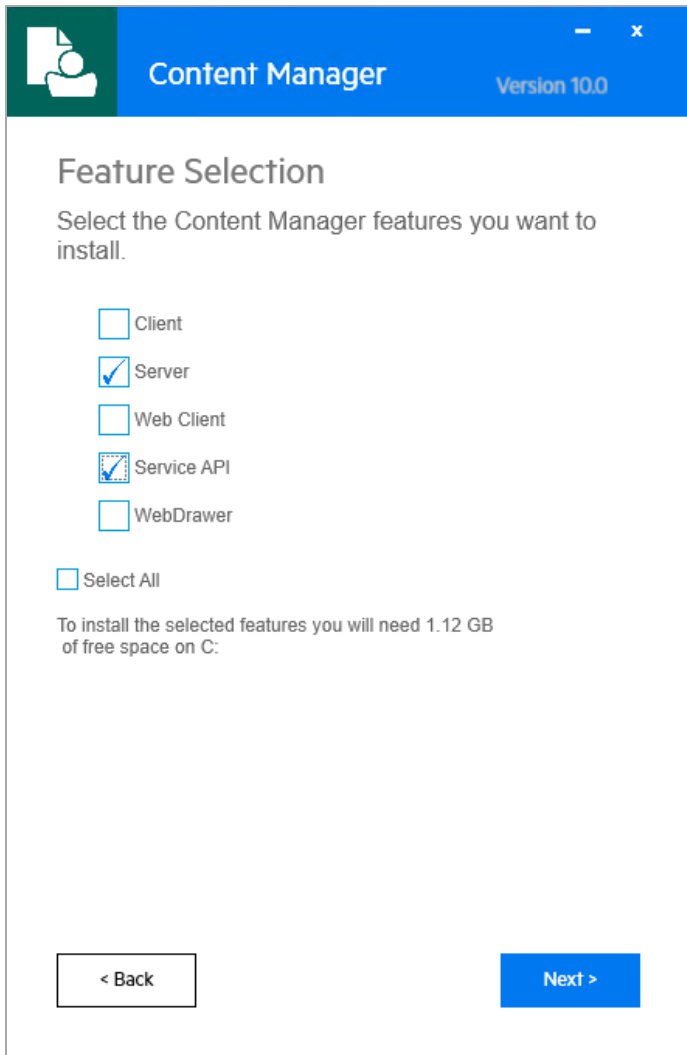 x
Content Manager
Version 10.0
Feature Selection
Select the Content Manager features you want to
install.
Client
Server
Web Client
Service API
WebDrawer
Select All
To install the selected features you will need 1.12 GB
of free space on C:
< Back
Next >